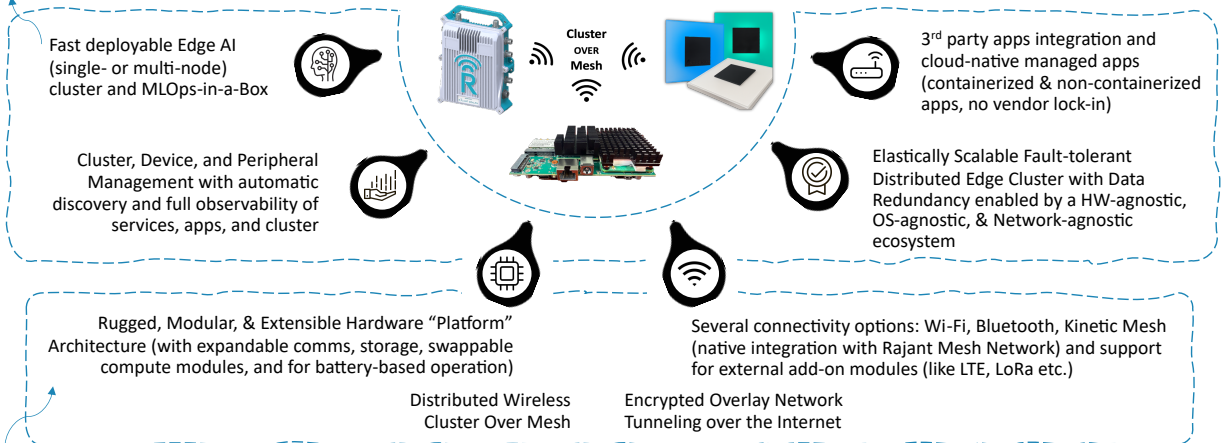 Cluster
OVER
Mesh
R
Fast deployable Edge AI
(single- or multi-node)
cluster and MLOps-in-a-Box
3rd party apps integration and
cloud-native managed apps
(containerized & non-containerized
apps, no vendor lock-in)
Cluster, Device, and Peripheral
Management with automatic
discovery and full observability of
services, apps, and cluster
Elastically Scalable Fault-tolerant
Distributed Edge Cluster with Data
Redundancy enabled by a HW-agnostic,
OS-agnostic, & Network-agnostic
ecosystem
Rugged, Modular, & Extensible Hardware “Platform”
Architecture (with expandable comms, storage, swappable
compute modules, and for battery-based operation)
Several connectivity options: Wi-Fi, Bluetooth, Kinetic Mesh
(native integration with Rajant Mesh Network) and support
for external add-on modules (like LTE, LoRa etc.)
Distributed Wireless
Cluster Over Mesh
Encrypted Overlay Network
Tunneling over the Internet